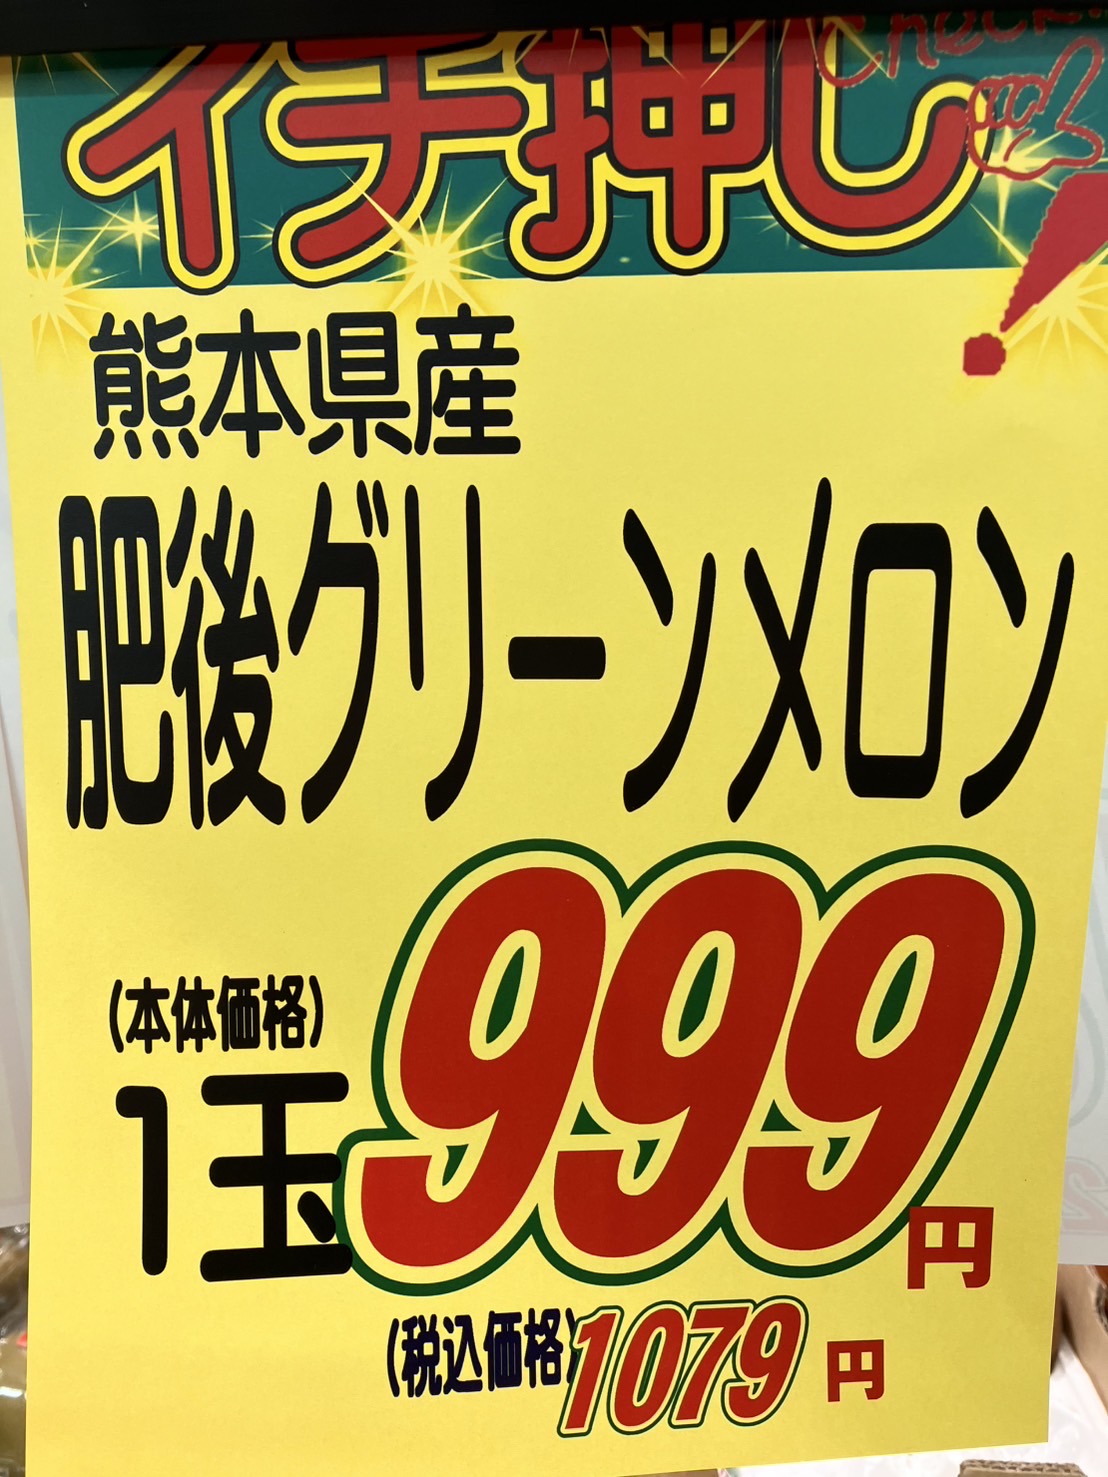 Check!
イチ押し
熊本県産
肥後グリーンメロン
(本体価格)
1玉999円
(税込価格)1079円